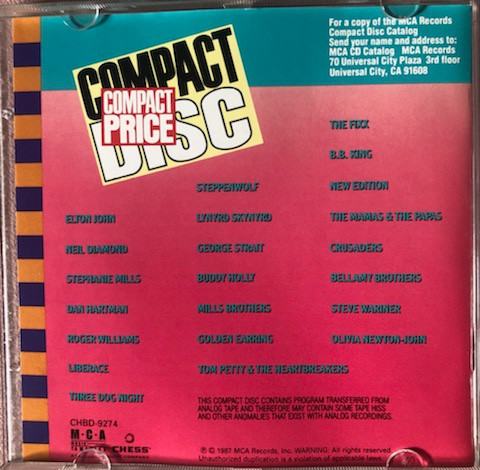 For a copy of the MCA Records
Compact Disc Catalog
Send your name and address to:
MCA CD Catalog MCA Records
70 Universal City Plaza 3rd floor
Universal City, CA 91608
COMPACT
COMPACT
PRICE
DISC
THE FIXX
B.B. KING
STEPPENWOLF
NEW EDITION
ELTON JOHN
LYNYRD SKYNYRD
THE MAMAS & THE PAPAS
NEIL DIAMOND
GEORGE STRAIT
CRUSADERS
STEPHANIE MILLS
BUDDY HOLLY
BELLAMY BROTHERS
DAN HARTMAN
MILLS BROTHERS
STEVE WARINER
ROGER WILLIAMS
GOLDEN EARRING
OLIVIA NEWTON-JOHN
LIBERACE
TOM PETTY & THE HEARTBREAKERS
THREE DOG NIGHT
THIS COMPACT DISC CONTAINS PROGRAM TRANSFERRED FROM
ANALOG TAPE AND THEREFORE MAY CONTAIN SOME TAPE HISS
AND OTHER ANOMALIES THAT EXIST WITH ANALOG RECORDINGS.
CHBD-9274
M·C·A
CHESS
℗ © 1987 MCA Records, Inc. WARNING: All rights reserved.
Unauthorized duplication is a violation of applicable laws.